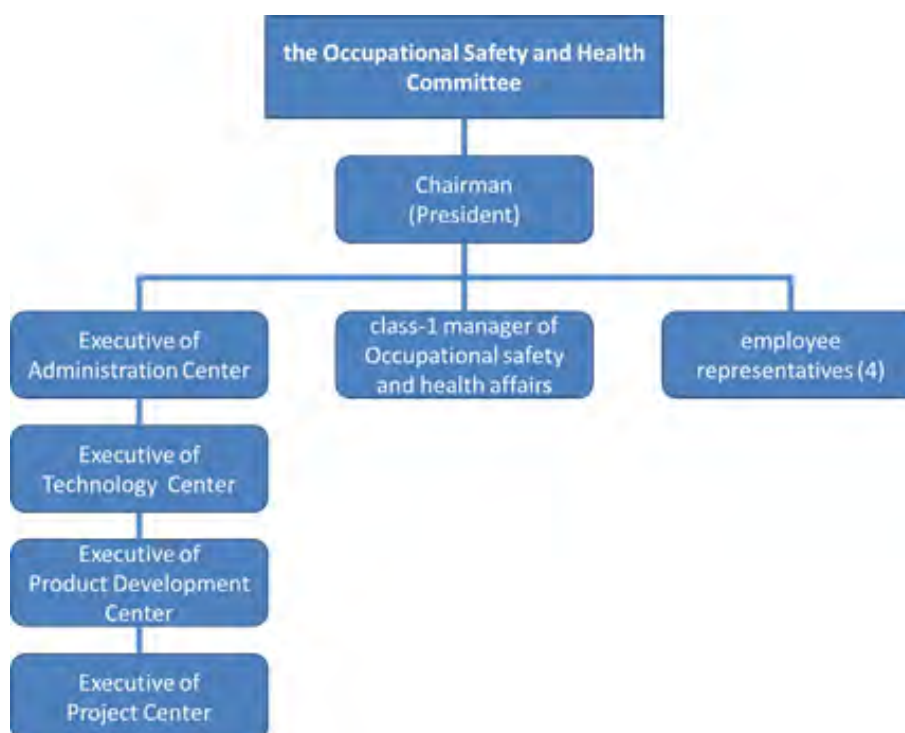 the Occupational Safety and Health
Committee
Chairman
(President)
Executive of
Administration Center
class-1 manager of
Occupational safety
and health affairs
employee
representatives (4)
Executive of
Technology Center
Executive of
Product Development
Center
Executive of
Project Center